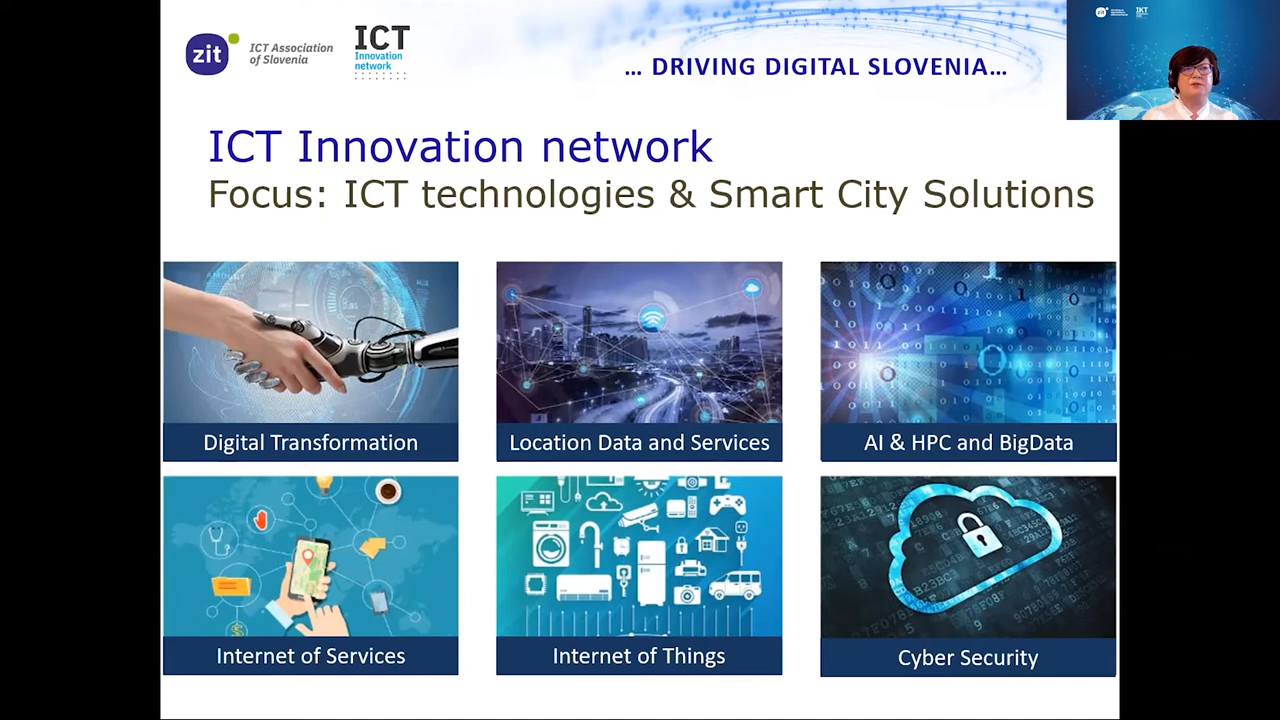 zit
ICT Association
of Slovenia
ICT
Innovation
network
... DRIVING DIGITAL SLOVENIA...
zit
IKT
ICT Innovation network
Focus: ICT technologies & Smart City Solutions
Digital Transformation
Location Data and Services
AI & HPC and BigData
Internet of Services
Internet of Things
Cyber Security